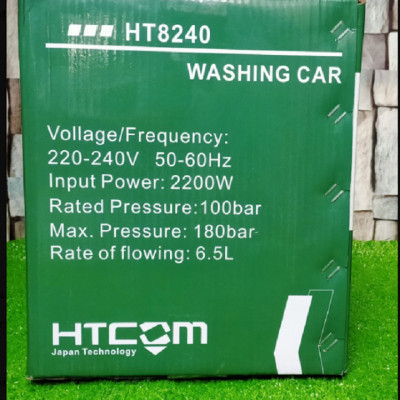 HT8240
WASHING CAR
Vollage/Frequency:
220-240V 50-60Hz
Input Power: 2200W
Rated Pressure:100bar
Max. Pressure: 180bar
Rate of flowing: 6.5L
HTCOM
Japan Technology